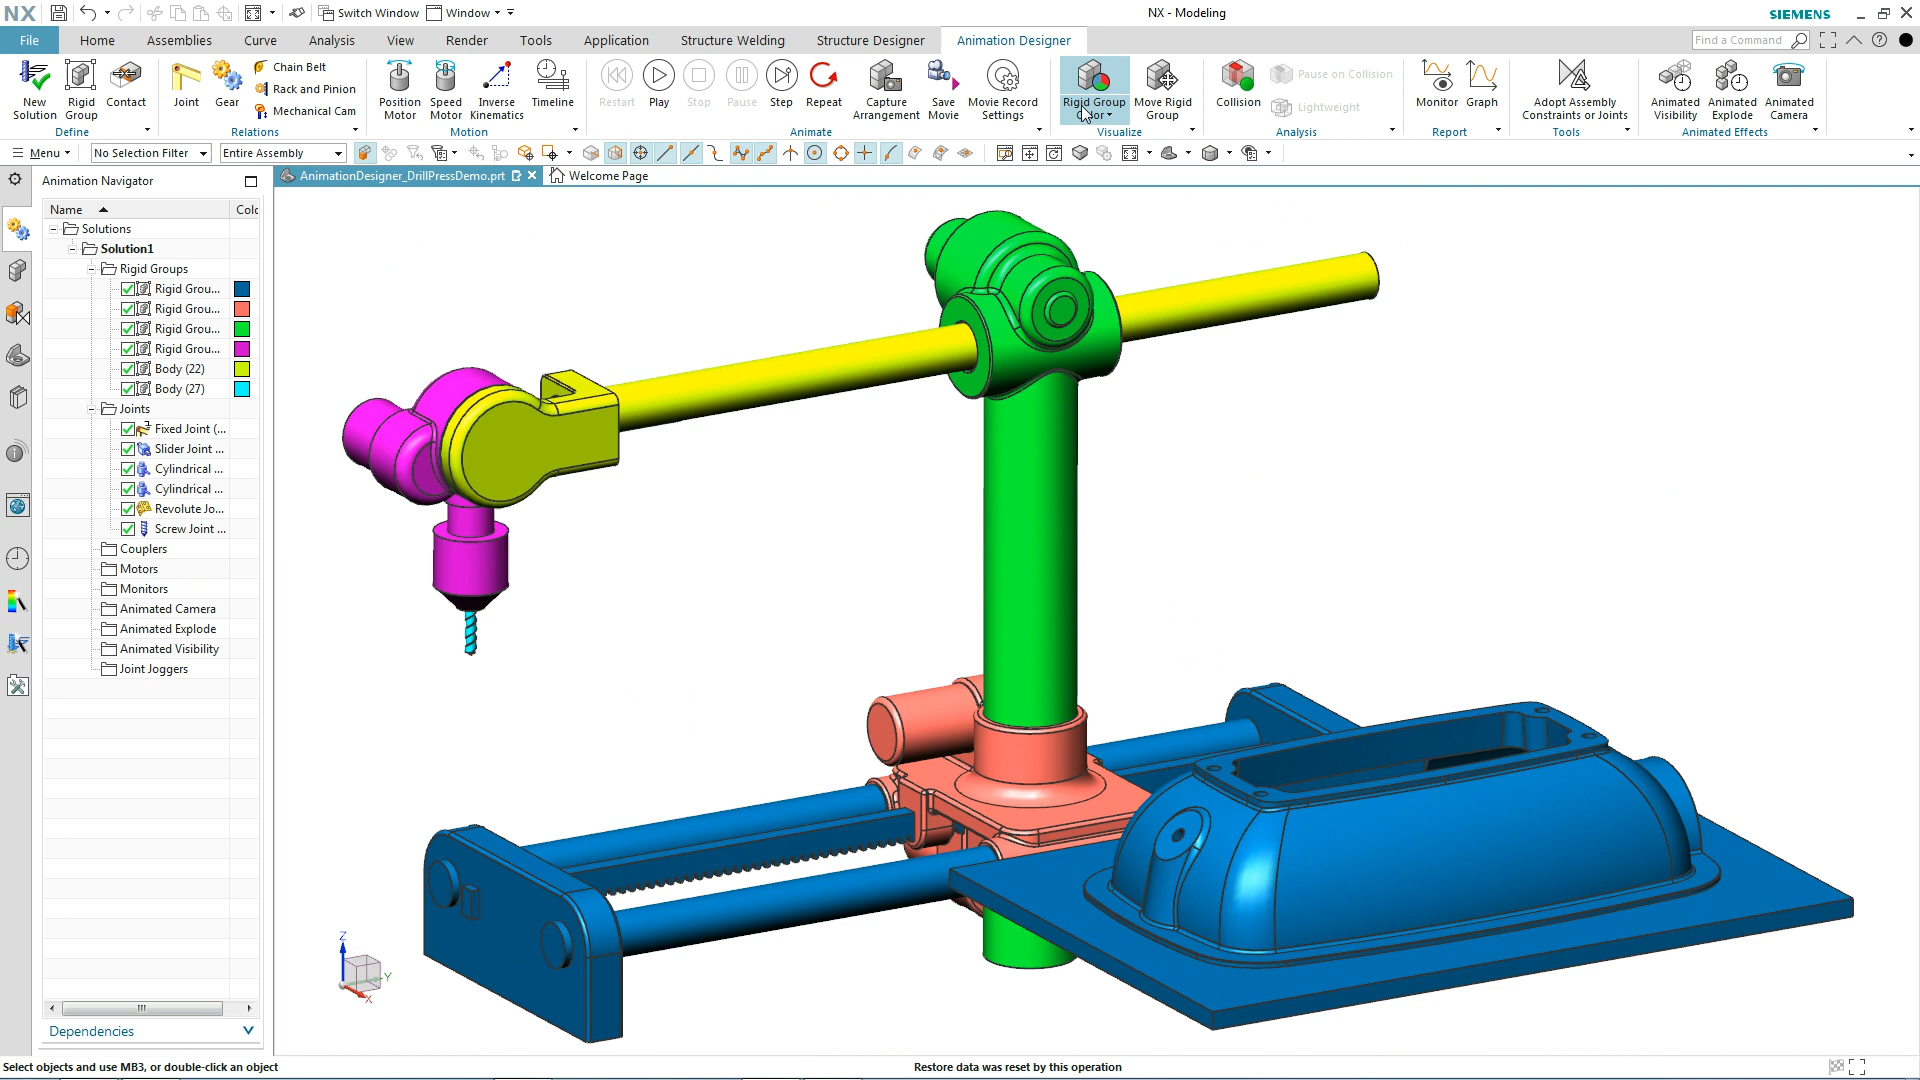 NX Switch Window Window NX - Modeling SIEMENS
File Home Assemblies Curve Analysis View Render Tools Application Structure Welding Structure Designer Animation Designer Find a Command
New Solution
Rigid Group
Contact
Define
Joint
Gear
Chain Belt
Rack and Pinion
Mechanical Cam
Relations
Position Motor
Speed Motor
Inverse Kinematics
Timeline
Motion
Restart
Play
Stop
Pause
Step
Repeat
Capture Arrangement
Save Movie
Movie Record Settings
Animate
Rigid Group Color
Move Rigid Group
Visualize
Collision
Pause on Collision
Lightweight
Analysis
Monitor
Graph
Report
Adopt Assembly Constraints or Joints
Tools
Animated Visibility
Animated Explode
Animated Camera
Animated Effects
Menu No Selection Filter Entire Assembly
Animation Navigator
AnimationDesigner_DrillPressDemo.prt Welcome Page
Name Colo
Solutions
Solution1
Rigid Groups
Rigid Grou...
Rigid Grou...
Rigid Grou...
Rigid Grou...
Body (22)
Body (27)
Joints
Fixed Joint (...
Slider Joint ...
Cylindrical ...
Cylindrical ...
Revolute Jo...
Screw Joint ...
Couplers
Motors
Monitors
Animated Camera
Animated Explode
Animated Visibility
Joint Joggers
Z
Y
X
Dependencies
Select objects and use MB3, or double-click an object Restore data was reset by this operation